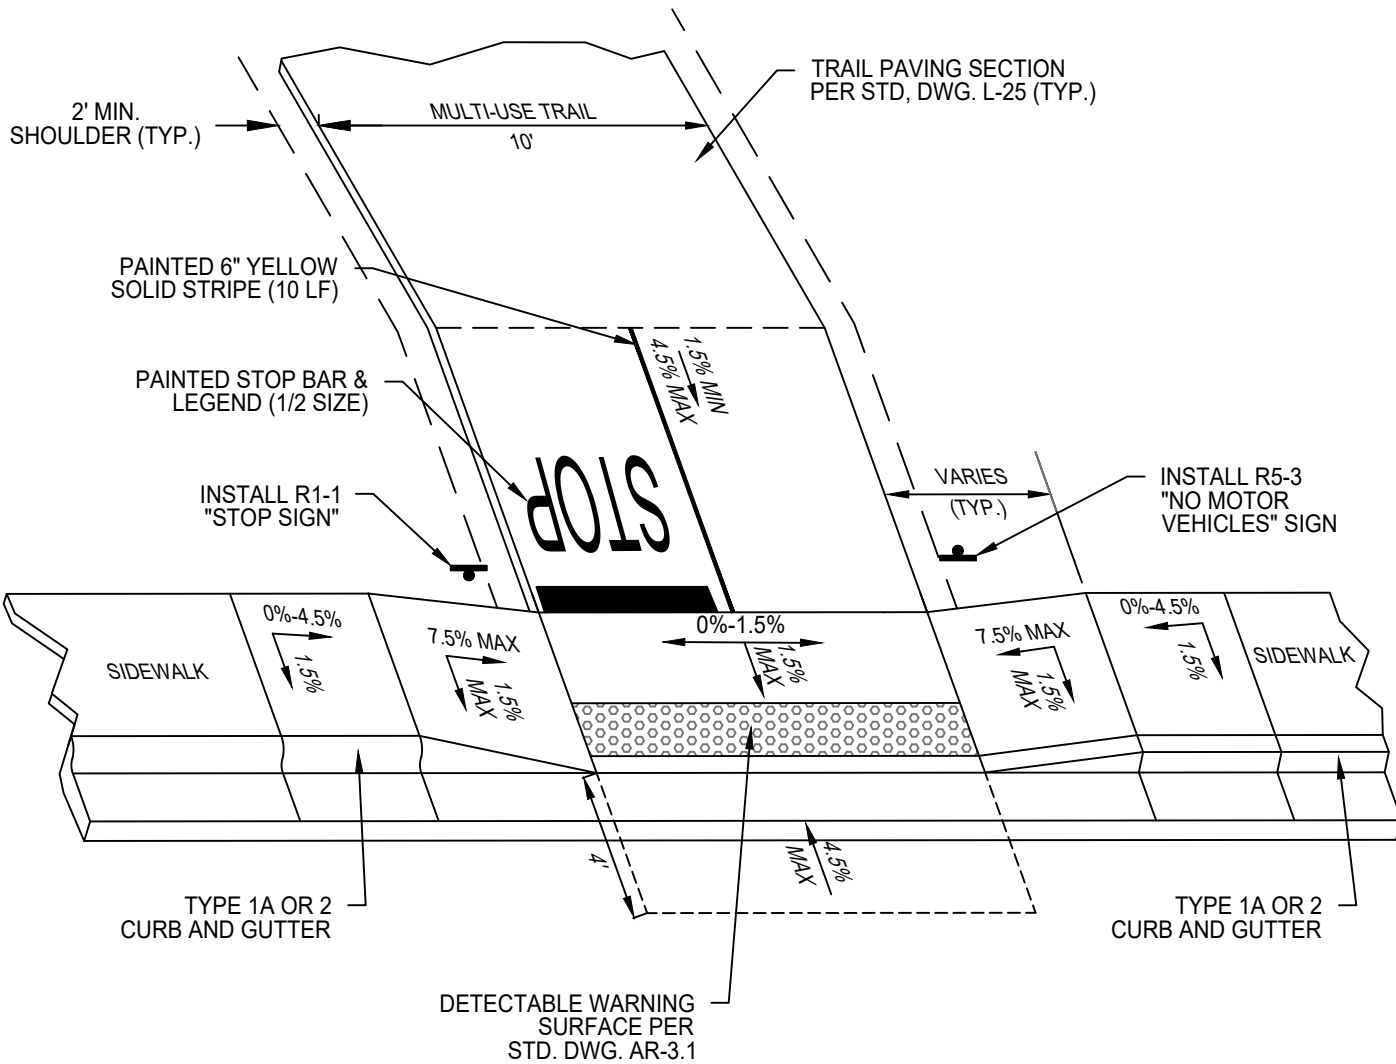 TRAIL PAVING SECTION
PER STD, DWG. L-25 (TYP.)
2' MIN.
SHOULDER (TYP.)
MULTI-USE TRAIL
10'
PAINTED 6" YELLOW
SOLID STRIPE (10 LF)
1.5% MIN
4.5% MAX
PAINTED STOP BAR &
LEGEND (1/2 SIZE)
STOP
INSTALL R1-1
"STOP SIGN"
VARIES
(TYP.)
INSTALL R5-3
"NO MOTOR
VEHICLES" SIGN
0%-4.5%
1.5%
SIDEWALK
7.5% MAX
1.5%
MAX
0%-1.5%
1.5%
MAX
7.5% MAX
1.5%
MAX
0%-4.5%
1.5%
SIDEWALK
4'
4.5%
MAX
TYPE 1A OR 2
CURB AND GUTTER
TYPE 1A OR 2
CURB AND GUTTER
DETECTABLE WARNING
SURFACE PER
STD. DWG. AR-3.1